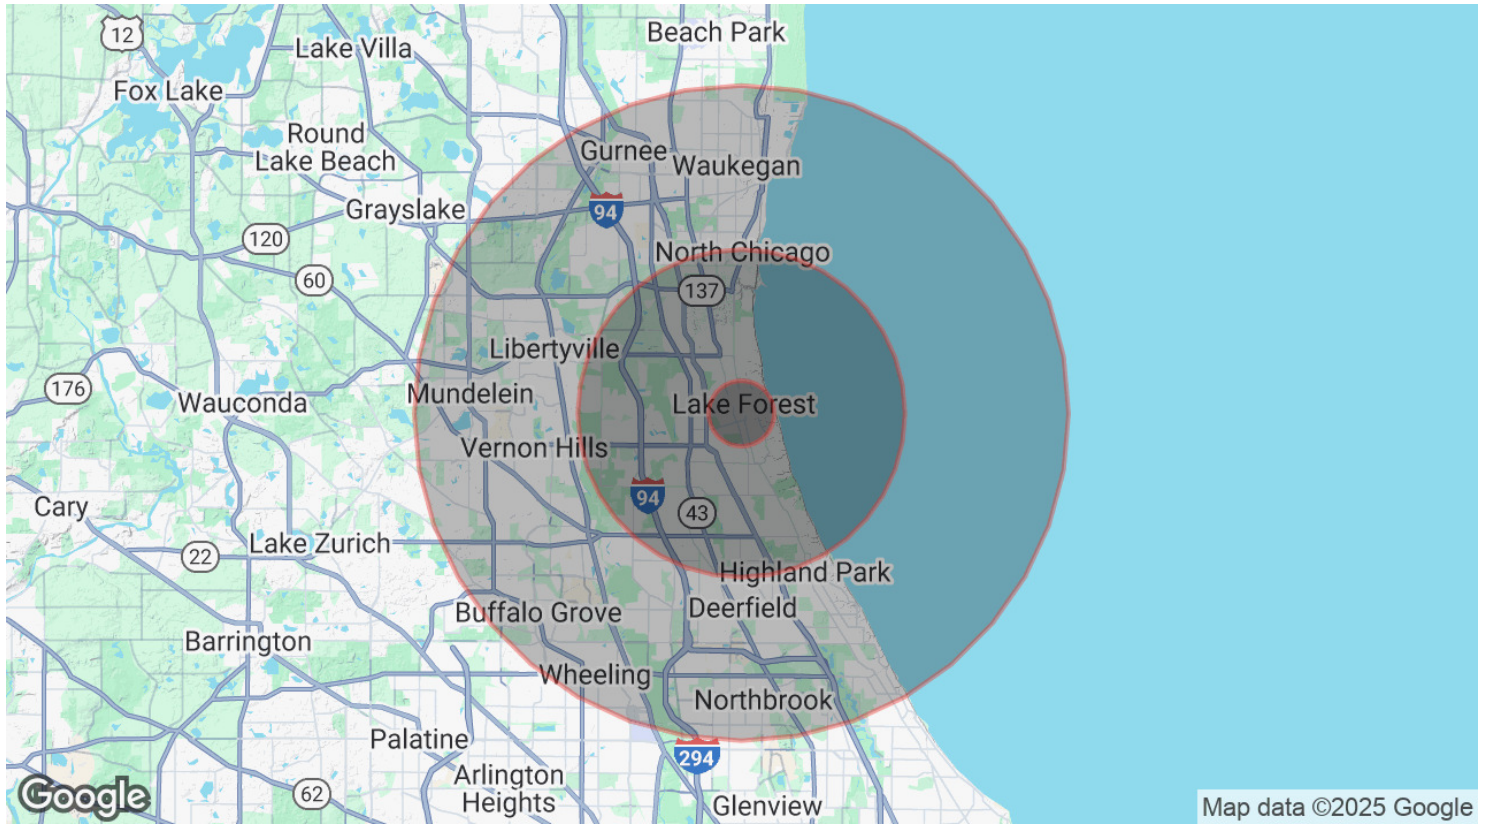 Beach Park
12
Lake Villa
Fox Lake
Round
Lake Beach
Gurnee
Waukegan
Grayslake
94
120
North Chicago
60
137
Libertyville
176
Mundelein
Wauconda
Lake Forest
Vernon Hills
94
Cary
43
Lake Zurich
22
Highland Park
Buffalo Grove
Deerfield
Barrington
Wheeling
Northbrook
Palatine
294
Arlington
Heights
62
Glenview
Google
Map data ©2025 Google